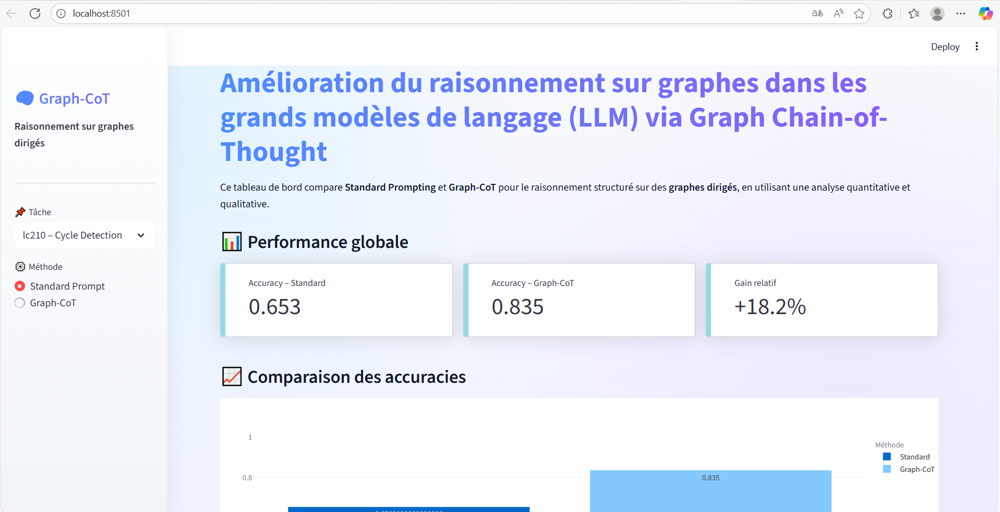 localhost:8501
Deploy
Graph-CoT
Raisonnement sur graphes
dirigés
Tâche
lc210 – Cycle Detection
Méthode
Standard Prompt
Graph-CoT
Amélioration du raisonnement sur graphes dans les
grands modèles de langage (LLM) via Graph Chain-of-
Thought
Ce tableau de bord compare Standard Prompting et Graph-CoT pour le raisonnement structuré sur des graphes dirigés, en utilisant une analyse quantitative et
qualitative.
Performance globale
Accuracy – Standard
0.653
Accuracy – Graph-CoT
0.835
Gain relatif
+18.2%
Comparaison des accuracies
1
0.8
0.835
Méthode
Standard
Graph-CoT